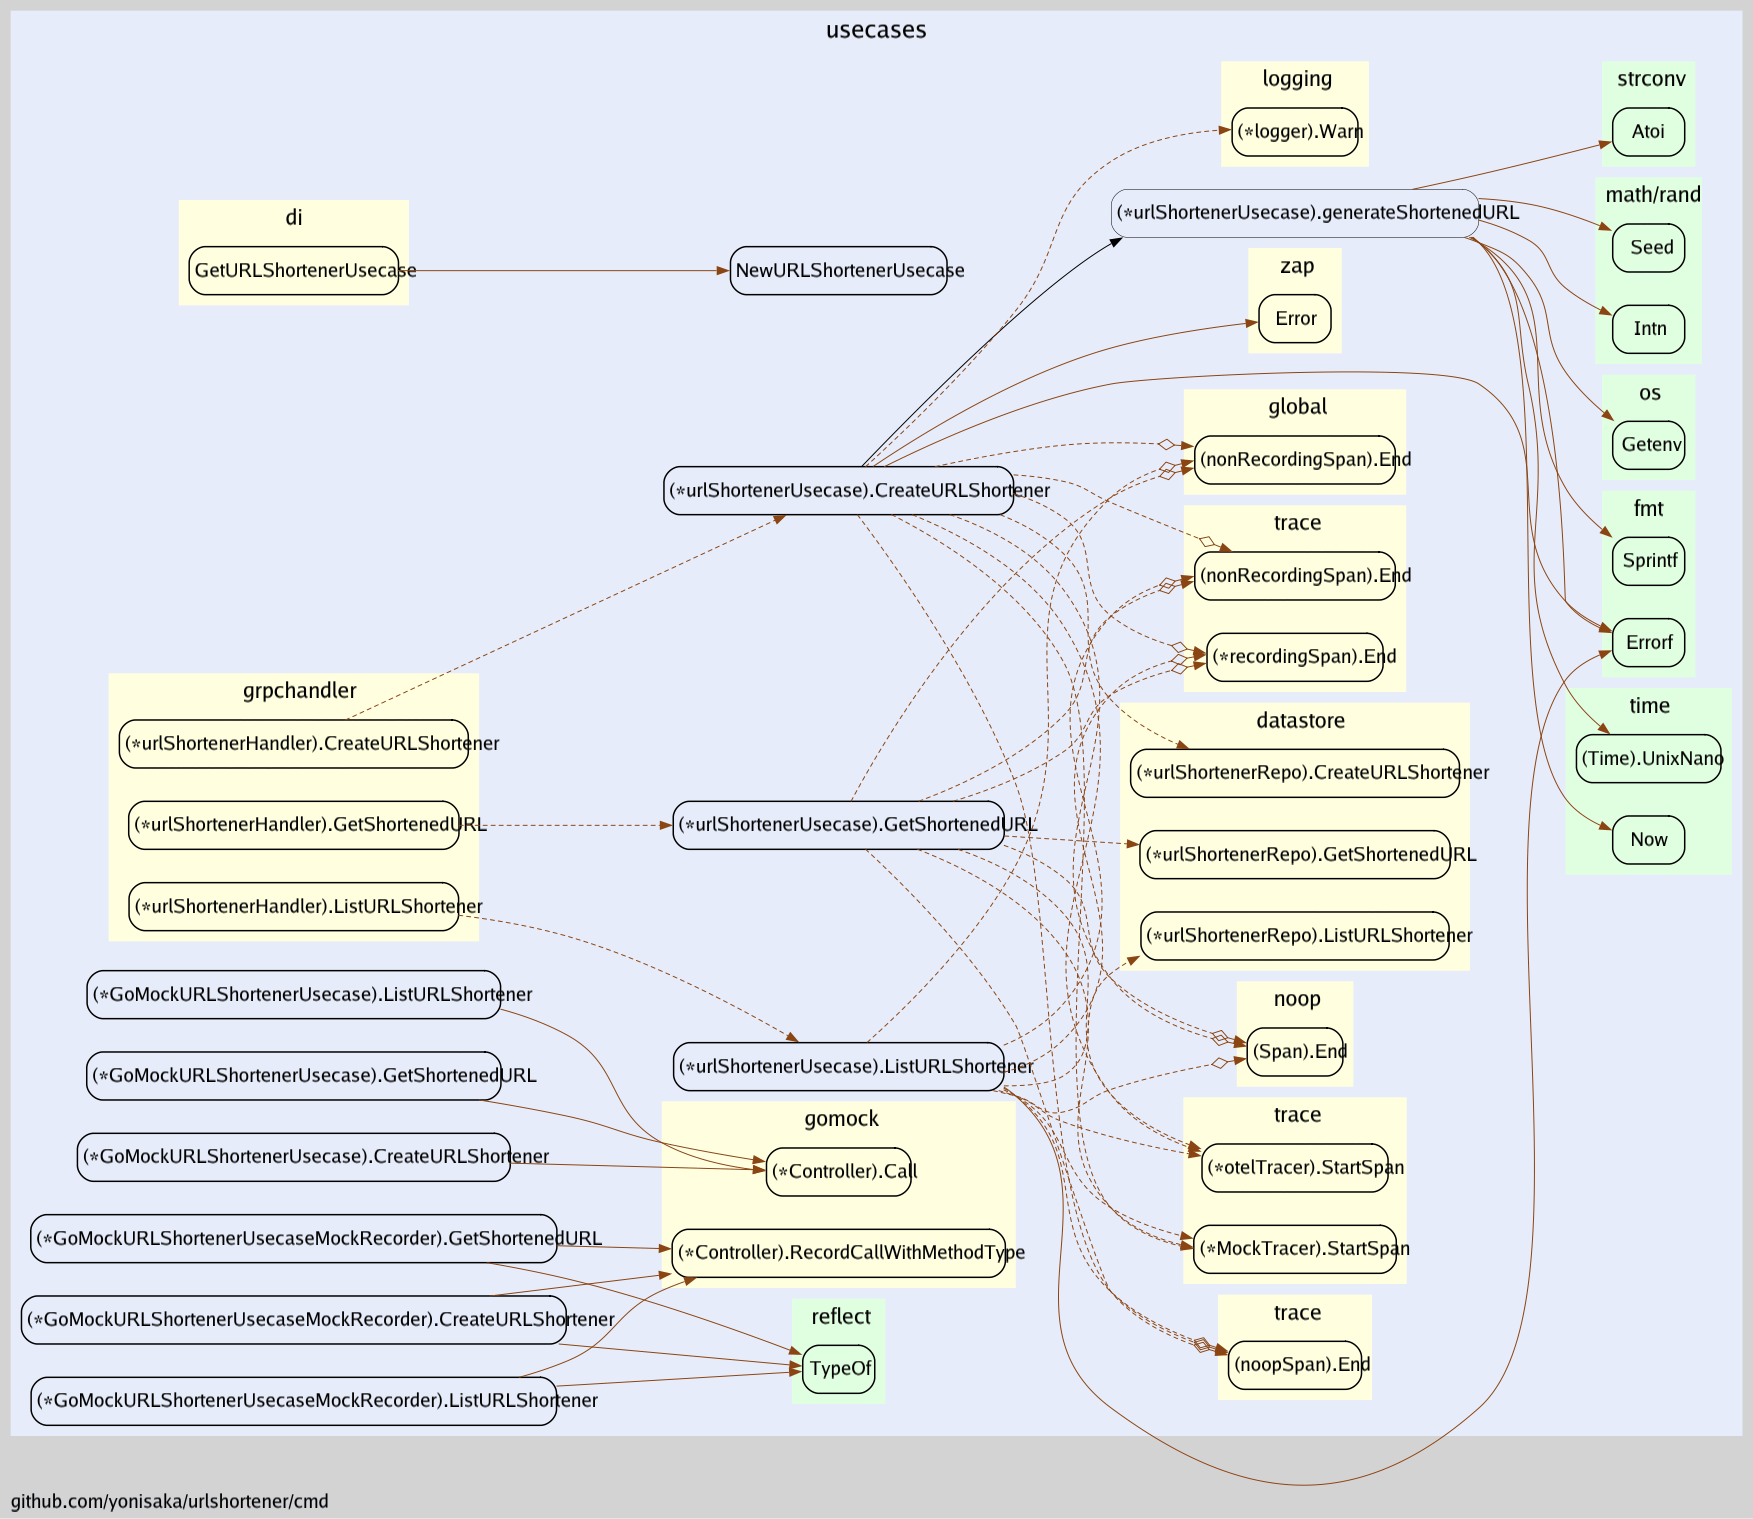 usecases
logging
(*logger).Warn
strconv
Atoi
di
GetURLShortenerUsecase
NewURLShortenerUsecase
(*urlShortenerUsecase).generateShortenedURL
math/rand
Seed
Intn
zap
Error
os
Getenv
global
(nonRecordingSpan).End
(*urlShortenerUsecase).CreateURLShortener
fmt
Sprintf
Errorf
trace
(nonRecordingSpan).End
(*recordingSpan).End
grpchandler
(*urlShortenerHandler).CreateURLShortener
(*urlShortenerHandler).GetShortenedURL
(*urlShortenerHandler).ListURLShortener
(*urlShortenerUsecase).GetShortenedURL
datastore
(*urlShortenerRepo).CreateURLShortener
(*urlShortenerRepo).GetShortenedURL
(*urlShortenerRepo).ListURLShortener
time
(Time).UnixNano
Now
(*GoMockURLShortenerUsecase).ListURLShortener
(*GoMockURLShortenerUsecase).GetShortenedURL
(*GoMockURLShortenerUsecase).CreateURLShortener
(*GoMockURLShortenerUsecaseMockRecorder).GetShortenedURL
(*GoMockURLShortenerUsecaseMockRecorder).CreateURLShortener
(*GoMockURLShortenerUsecaseMockRecorder).ListURLShortener
(*urlShortenerUsecase).ListURLShortener
gomock
(*Controller).Call
(*Controller).RecordCallWithMethodType
reflect
TypeOf
noop
(Span).End
trace
(*otelTracer).StartSpan
(*MockTracer).StartSpan
trace
(noopSpan).End
github.com/yonisaka/urlshortener/cmd